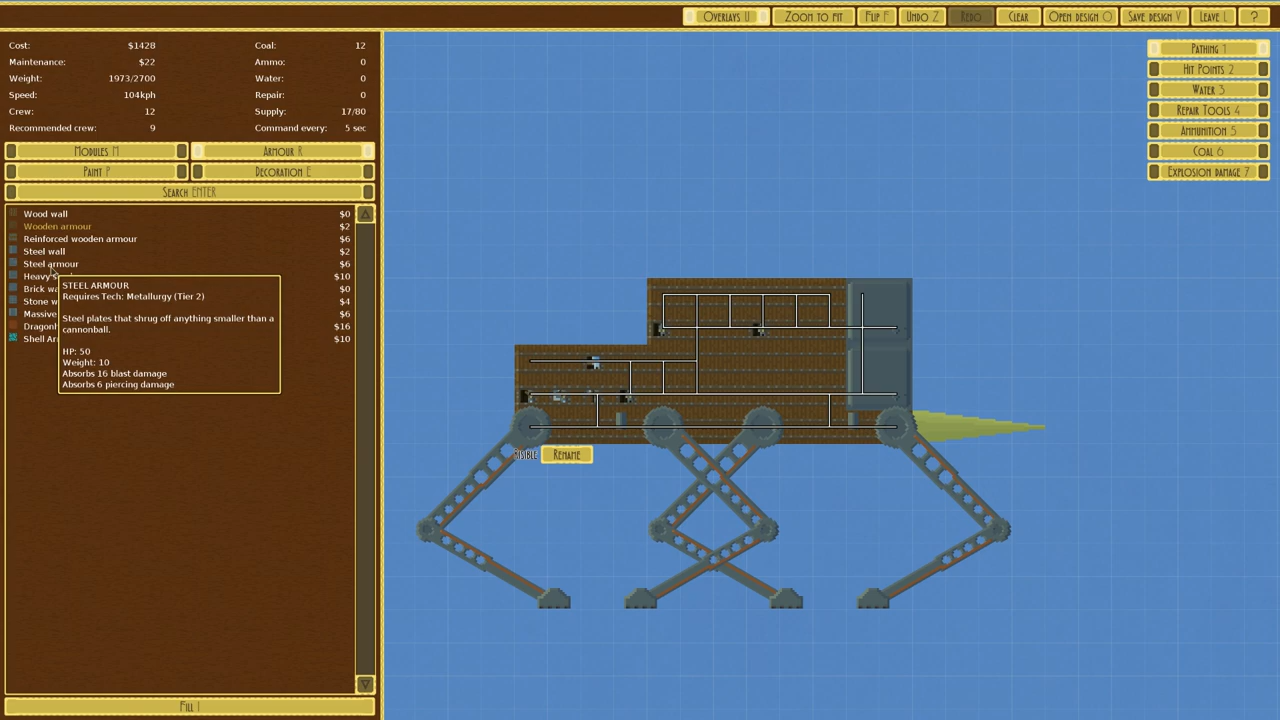 OVERLAYS U
ZOOM TO FIT
FLIP F
UNDO Z
REDO
CLEAR
OPEN DESIGN O
SAVE DESIGN V
LEAVE L
?
Cost: $1428
Coal: 12
Maintenance: $22
Ammo: 0
Weight: 1973/2700
Water: 0
Speed: 104kph
Repair: 0
Crew: 12
Supply: 17/80
Recommended crew: 9
Command every: 5 sec
MODULES M
ARMOUR R
PAINT P
DECORATION E
SEARCH ENTER
Wood wall $0
Wooden armour $2
Reinforced wooden armour $6
Steel wall $2
Steel armour $6
Heavy $10
Brick $0
Stone $4
Massive $6
$16
Shell $10
STEEL ARMOUR
Requires Tech: Metallurgy (Tier 2)
Steel plates that shrug off anything smaller than a
cannonball.
HP: 50
Weight: 10
Absorbs 16 blast damage
Absorbs 6 piercing damage
FILL I
PATHING 1
HIT POINTS 2
WATER 3
REPAIR TOOLS 4
AMMUNITION 5
COAL 6
EXPLOSION DAMAGE 7
RENAME